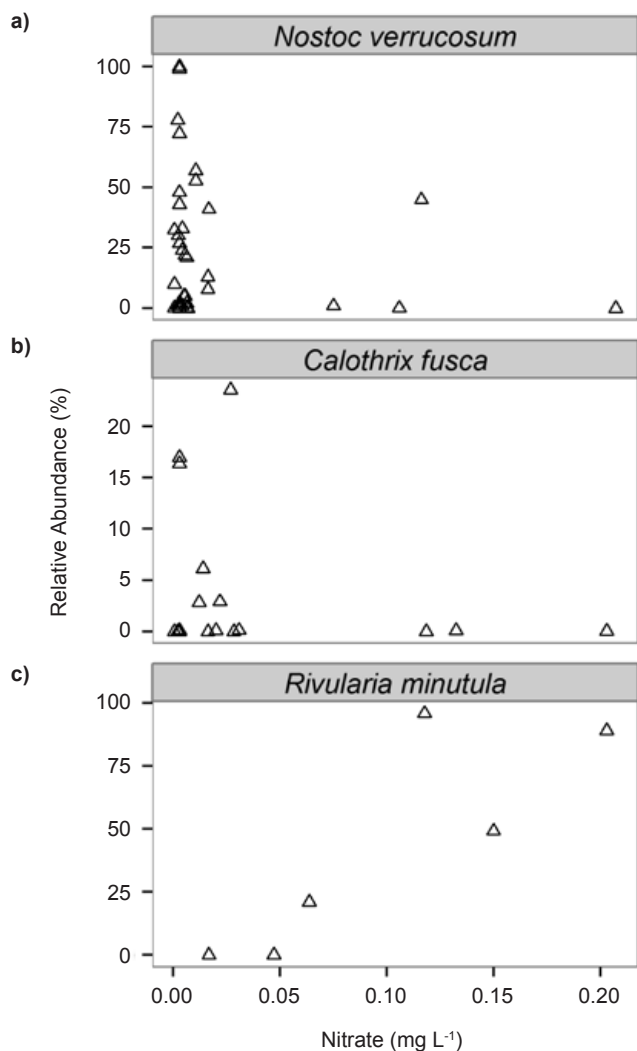 a)
Nostoc verrucosum
100
75
50
25
0
b)
Calothrix fusca
20
15
10
5
0
Relative Abundance (%)
c)
Rivularia minutula
100
75
50
25
0
0.00 0.05 0.10 0.15 0.20
Nitrate (mg L⁻¹)